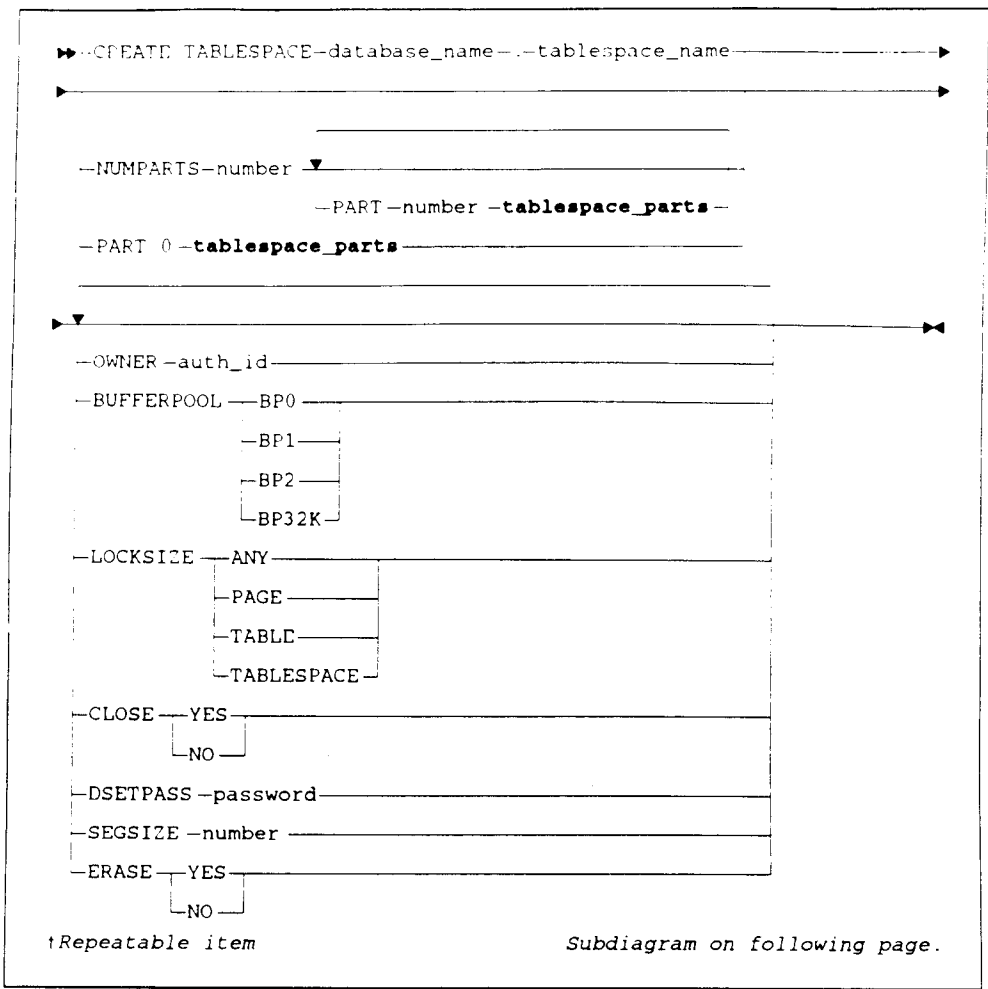 CREATE TABLESPACE database_name . tablespace_name
NUMPARTS number
PART number tablespace_parts
PART 0 tablespace_parts
OWNER auth_id
BUFFERPOOL BP0
BP1
BP2
BP32K
LOCKSIZE ANY
PAGE
TABLE
TABLESPACE
CLOSE YES
NO
DSETPASS password
SEGSIZE number
ERASE YES
NO
†Repeatable item Subdiagram on following page.